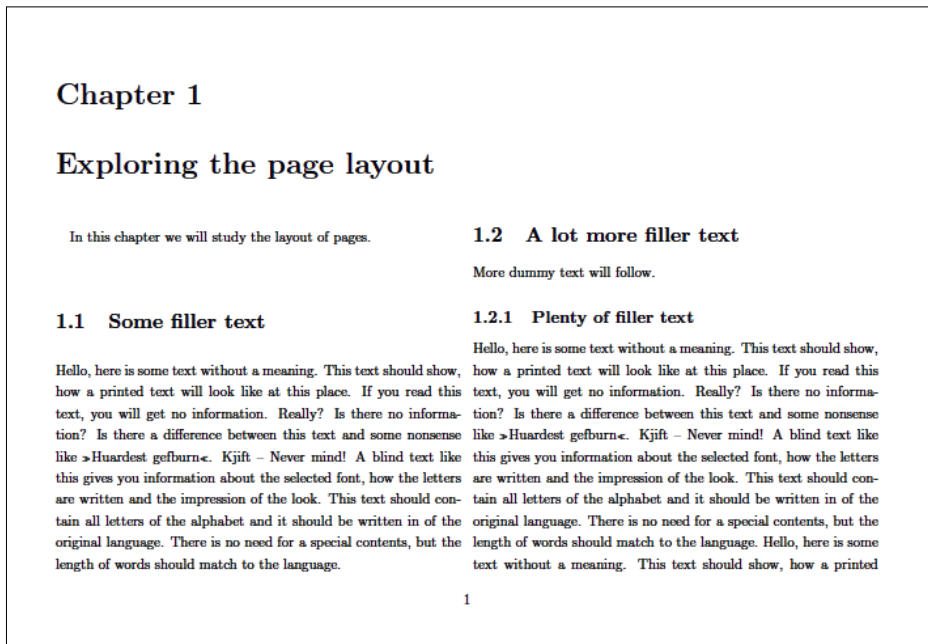 Chapter 1
Exploring the page layout
In this chapter we will study the layout of pages.
1.1 Some filler text
Hello, here is some text without a meaning. This text should show,
how a printed text will look like at this place. If you read this
text, you will get no information. Really? Is there no informa-
tion? Is there a difference between this text and some nonsense
like »Huardest gefburn«. Kjift – Never mind! A blind text like
this gives you information about the selected font, how the letters
are written and the impression of the look. This text should con-
tain all letters of the alphabet and it should be written in of the
original language. There is no need for a special contents, but the
length of words should match to the language.
1.2 A lot more filler text
More dummy text will follow.
1.2.1 Plenty of filler text
Hello, here is some text without a meaning. This text should show,
how a printed text will look like at this place. If you read this
text, you will get no information. Really? Is there no informa-
tion? Is there a difference between this text and some nonsense
like »Huardest gefburn«. Kjift – Never mind! A blind text like
this gives you information about the selected font, how the letters
are written and the impression of the look. This text should con-
tain all letters of the alphabet and it should be written in of the
original language. There is no need for a special contents, but the
length of words should match to the language. Hello, here is some
text without a meaning. This text should show, how a printed
1